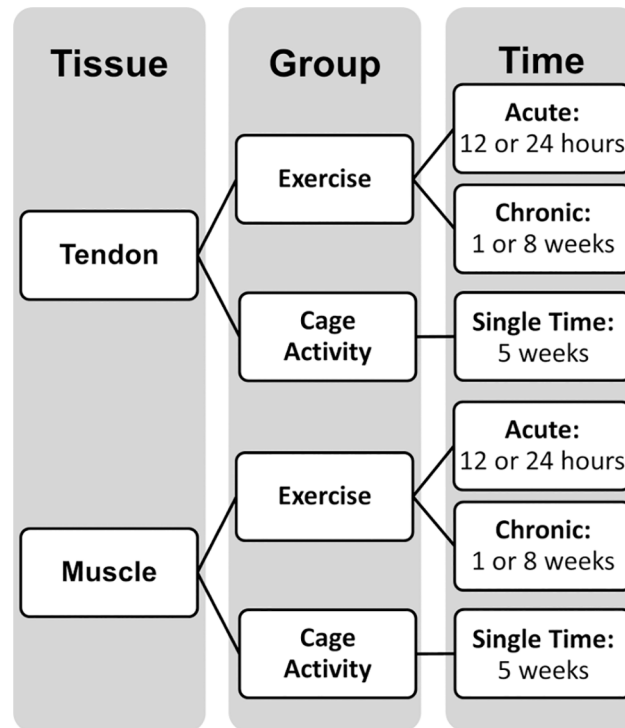 Tissue
Group
Time
Tendon
Exercise
Acute:
12 or 24 hours
Chronic:
1 or 8 weeks
Cage
Activity
Single Time:
5 weeks
Muscle
Exercise
Acute:
12 or 24 hours
Chronic:
1 or 8 weeks
Cage
Activity
Single Time:
5 weeks